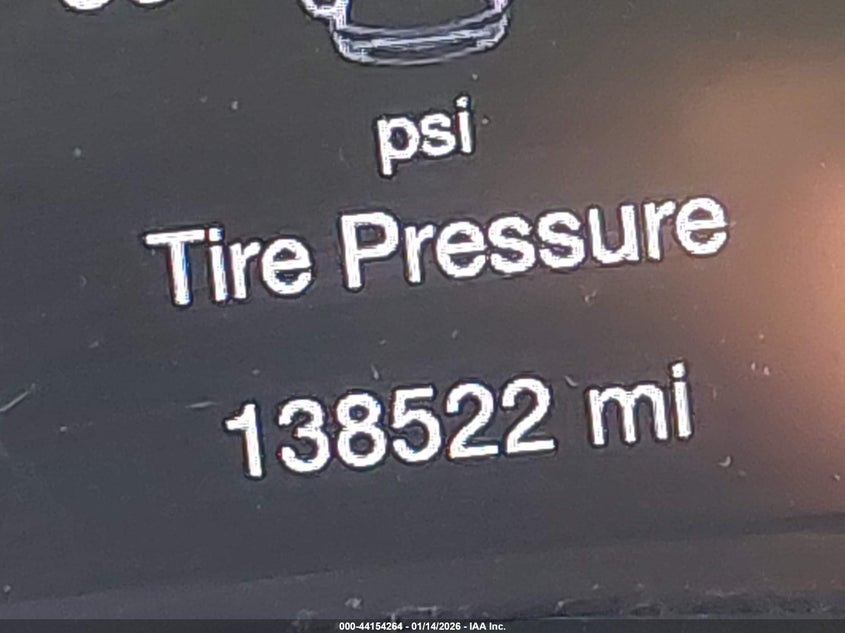 psi
Tire Pressure
138522 mi
000-44154264 - 01/14/2026 - IAA Inc.